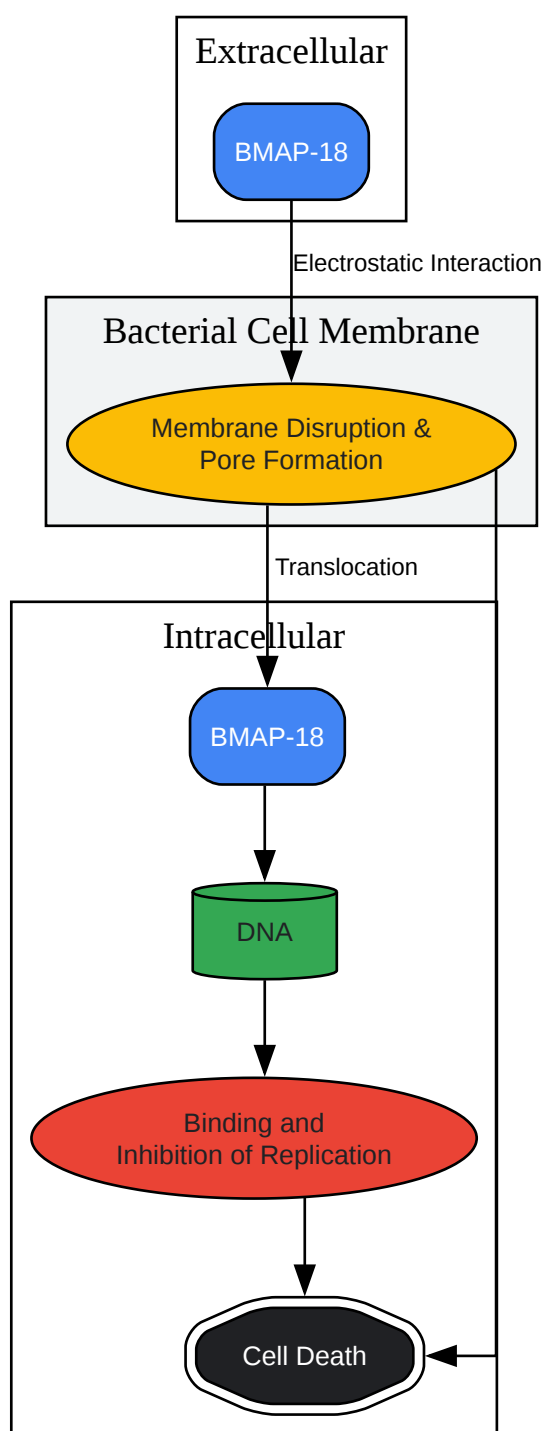 Extracellular
BMAP-18
Electrostatic Interaction
Bacterial Cell Membrane
Membrane Disruption &
Pore Formation
Translocation
Intracellular
BMAP-18
DNA
Binding and
Inhibition of Replication
Cell Death